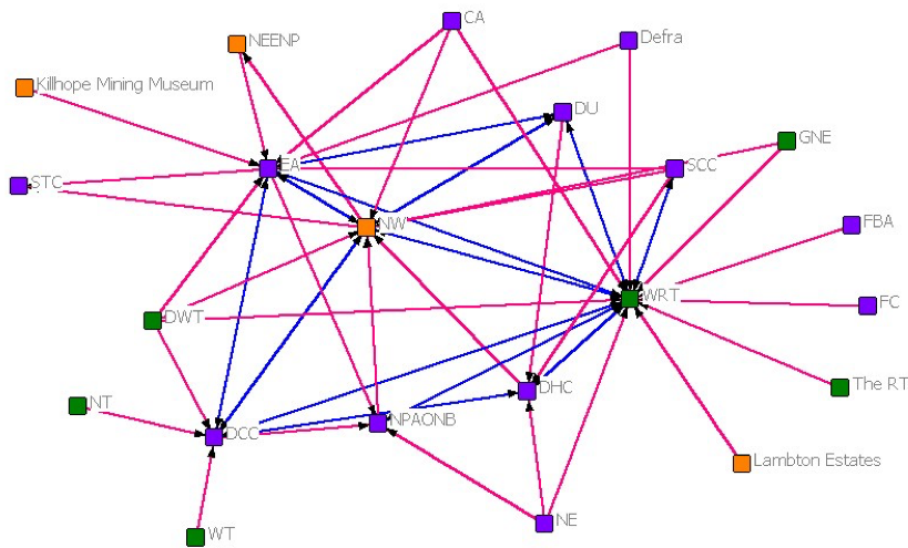 CA
NEENP
Defra
Killhope Mining Museum
DU
GNE
EA
SCC
STC
NW
FBA
WRT
FC
DWT
The RT
DHC
NT
NPAONB
DCC
Lambton Estates
NE
WT